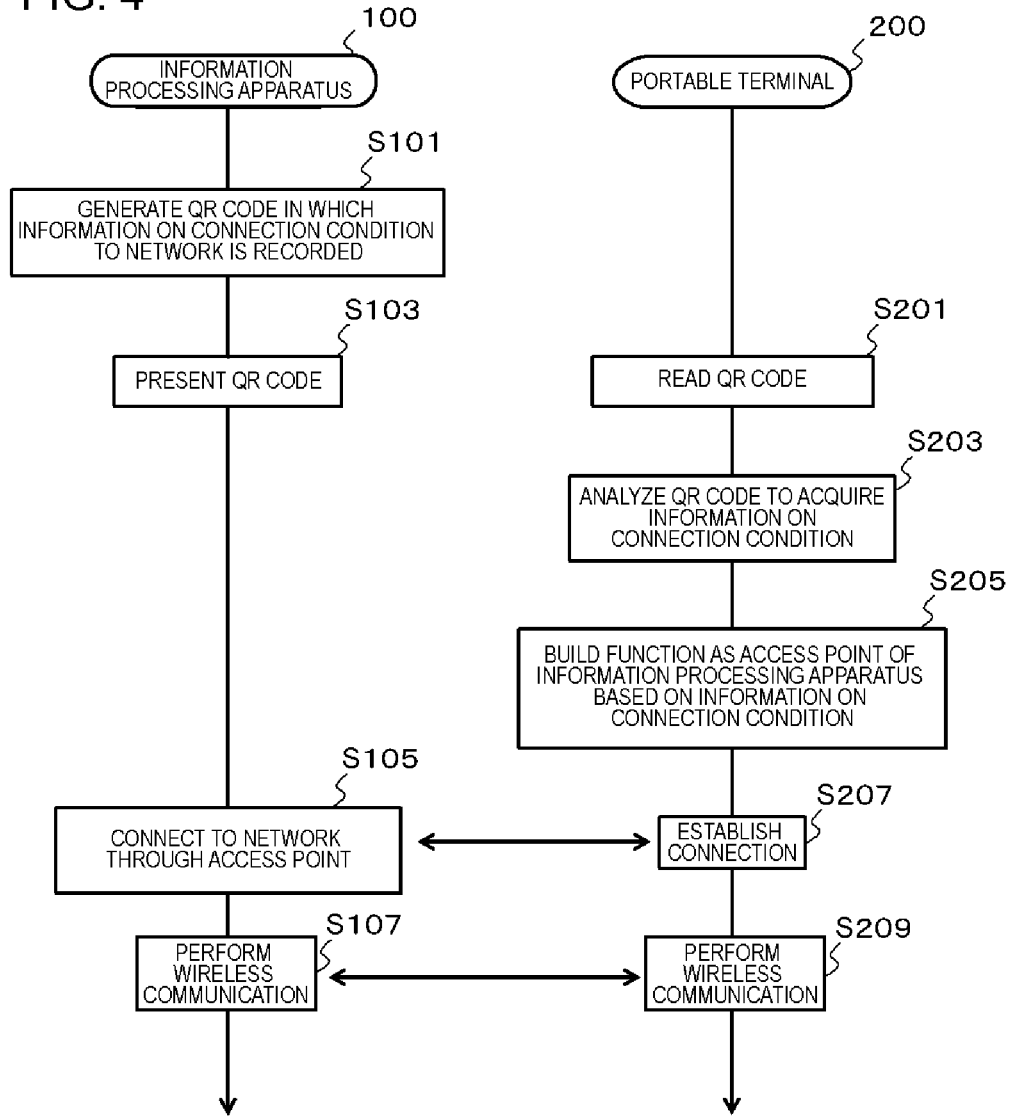 FIG. 4
100
200
INFORMATION
PROCESSING APPARATUS
PORTABLE TERMINAL
S101
GENERATE QR CODE IN WHICH
INFORMATION ON CONNECTION CONDITION
TO NETWORK IS RECORDED
S103
S201
PRESENT QR CODE
READ QR CODE
S203
ANALYZE QR CODE TO ACQUIRE
INFORMATION ON
CONNECTION CONDITION
S205
BUILD FUNCTION AS ACCESS POINT OF
INFORMATION PROCESSING APPARATUS
BASED ON INFORMATION ON
CONNECTION CONDITION
S105
S207
CONNECT TO NETWORK
THROUGH ACCESS POINT
ESTABLISH
CONNECTION
S107
S209
PERFORM
WIRELESS
COMMUNICATION
PERFORM
WIRELESS
COMMUNICATION